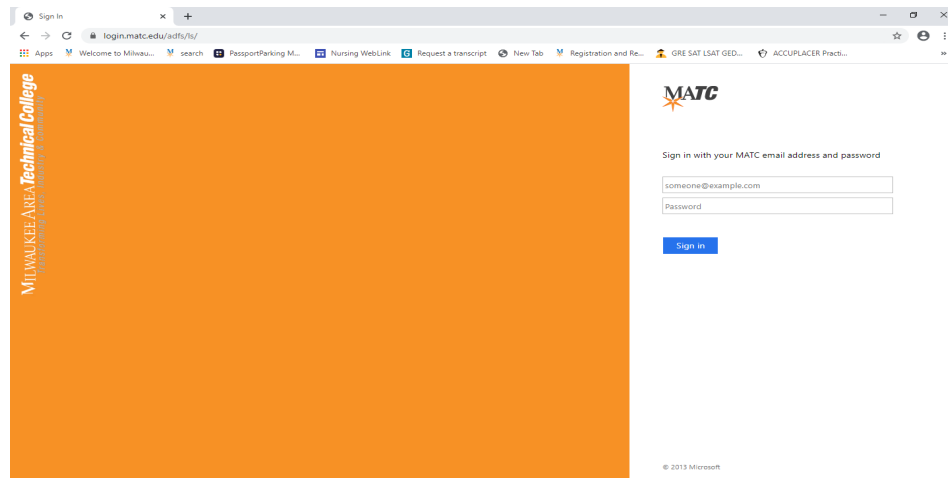 Sign In
login.matc.edu/adfs/ls/
Apps Welcome to Milwau... search PassportParking M... Nursing WebLink Request a transcript New Tab Registration and Re... GRE SAT LSAT GED... ACCUPLACER Practi... »
MILWAUKEE AREA Technical College
MATC
Sign in with your MATC email address and password
someone@example.com
Password
Sign in
© 2013 Microsoft